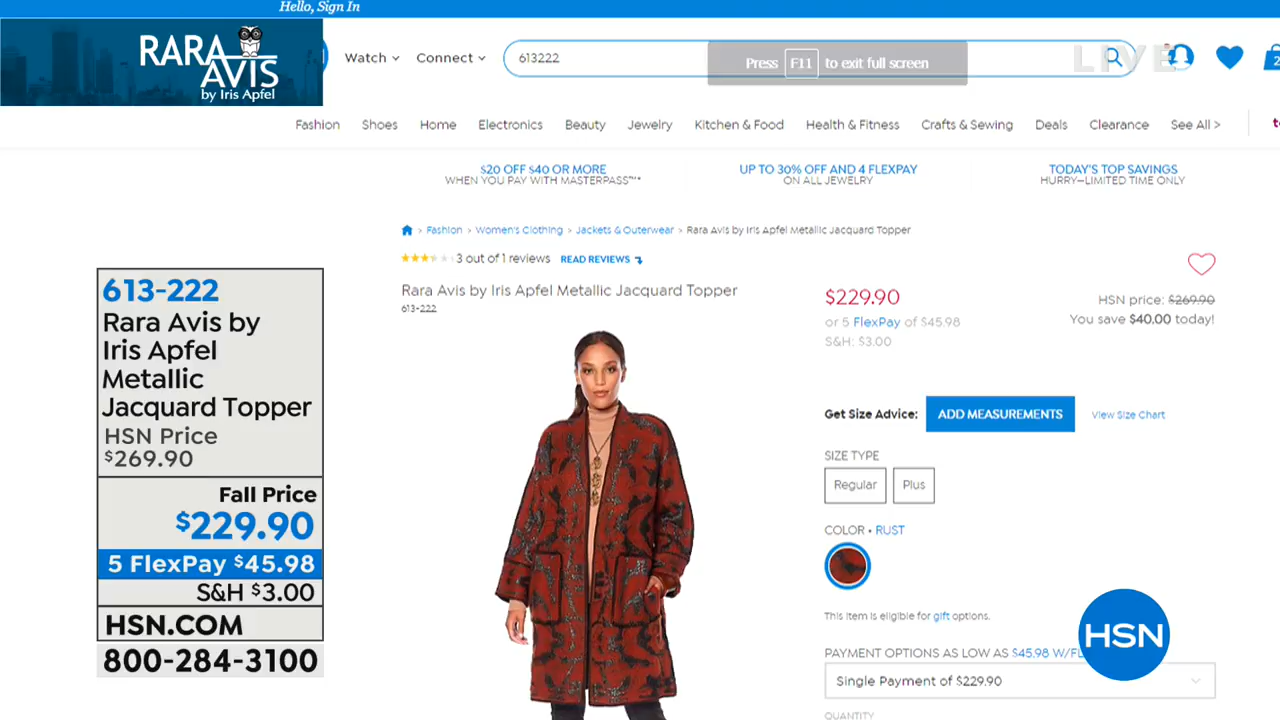 Hello, Sign In
RARA
AVIS
by Iris Apfel
Watch
Connect
613222
Press F11 to exit full screen
LIVE
2
Fashion
Shoes
Home
Electronics
Beauty
Jewelry
Kitchen & Food
Health & Fitness
Crafts & Sewing
Deals
Clearance
See All >
$20 OFF $40 OR MORE
WHEN YOU PAY WITH MASTERPASS™*
UP TO 30% OFF AND 4 FLEXPAY
ON ALL JEWELRY
TODAY'S TOP SAVINGS
HURRY—LIMITED TIME ONLY
> Fashion > Women's Clothing > Jackets & Outerwear > Rara Avis by Iris Apfel Metallic Jacquard Topper
3 out of 1 reviews READ REVIEWS
Rara Avis by Iris Apfel Metallic Jacquard Topper
613-222
$229.90
or 5 FlexPay of $45.98
S&H: $3.00
HSN price: $269.90
You save $40.00 today!
Get Size Advice: ADD MEASUREMENTS View Size Chart
SIZE TYPE
Regular
Plus
COLOR • RUST
This item is eligible for gift options.
PAYMENT OPTIONS AS LOW AS $45.98 W/FL
Single Payment of $229.90
QUANTITY
613-222
Rara Avis by
Iris Apfel
Metallic
Jacquard Topper
HSN Price
$269.90
Fall Price
$229.90
5 FlexPay $45.98
S&H $3.00
HSN.COM
800-284-3100
HSN